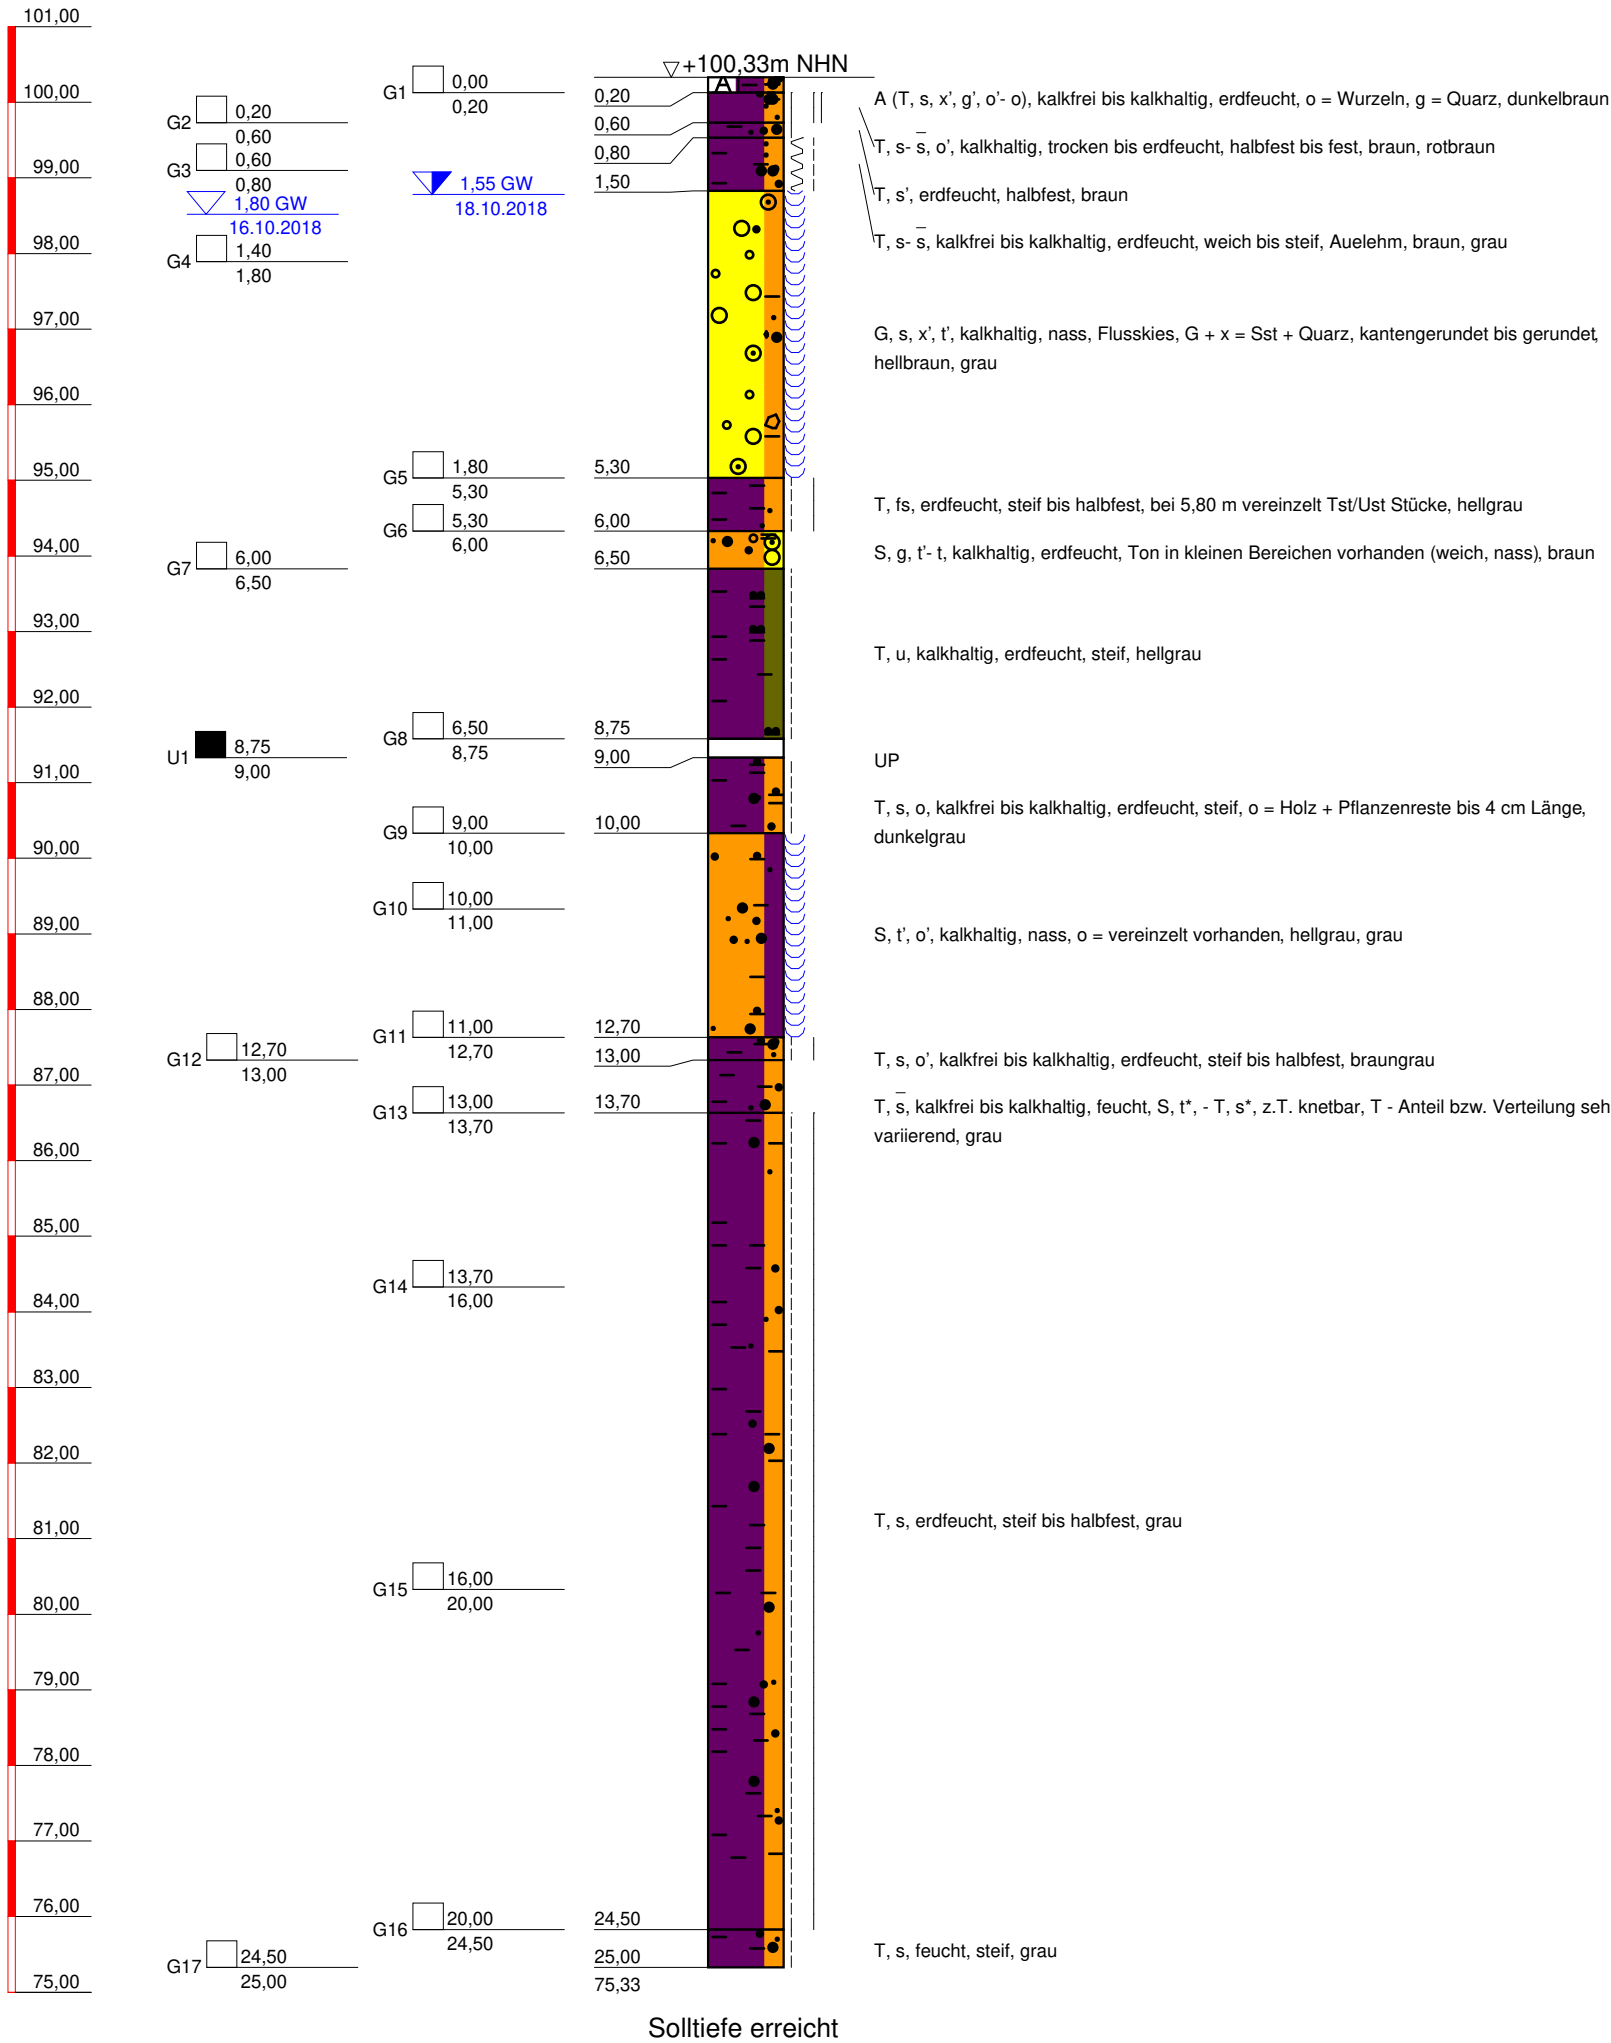 101,00
100,00
99,00
98,00
97,00
96,00
95,00
94,00
93,00
92,00
91,00
90,00
89,00
88,00
87,00
86,00
85,00
84,00
83,00
82,00
81,00
80,00
79,00
78,00
77,00
76,00
75,00
G2 0,20
0,60
G3 0,60
0,80
1,80 GW
16.10.2018
G4 1,40
1,80
G7 6,00
6,50
U1 8,75
9,00
G12 12,70
13,00
G17 24,50
25,00
G1 0,00
0,20
1,55 GW
18.10.2018
G5 1,80
5,30
G6 5,30
6,00
G8 6,50
8,75
G9 9,00
10,00
G10 10,00
11,00
G11 11,00
12,70
G13 13,00
13,70
G14 13,70
16,00
G15 16,00
20,00
G16 20,00
24,50
+100,33m NHN
A
0,20
0,60
0,80
1,50
5,30
6,00
6,50
8,75
9,00
10,00
12,70
13,00
13,70
24,50
25,00
75,33
A (T, s, x', g', o'- o), kalkfrei bis kalkhaltig, erdfeucht, o = Wurzeln, g = Quarz, dunkelbraun
T, s- s̅, o', kalkhaltig, trocken bis erdfeucht, halbfest bis fest, braun, rotbraun
T, s', erdfeucht, halbfest, braun
T, s- s̅, kalkfrei bis kalkhaltig, erdfeucht, weich bis steif, Auelehm, braun, grau
G, s, x', t', kalkhaltig, nass, Flusskies, G + x = Sst + Quarz, kantengerundet bis gerundet,
hellbraun, grau
T, fs, erdfeucht, steif bis halbfest, bei 5,80 m vereinzelt Tst/Ust Stücke, hellgrau
S, g, t'- t, kalkhaltig, erdfeucht, Ton in kleinen Bereichen vorhanden (weich, nass), braun
T, u, kalkhaltig, erdfeucht, steif, hellgrau
UP
T, s, o, kalkfrei bis kalkhaltig, erdfeucht, steif, o = Holz + Pflanzenreste bis 4 cm Länge,
dunkelgrau
S, t', o', kalkhaltig, nass, o = vereinzelt vorhanden, hellgrau, grau
T, s, o', kalkfrei bis kalkhaltig, erdfeucht, steif bis halbfest, braungrau
T, s̅, kalkfrei bis kalkhaltig, feucht, S, t*, - T, s*, z.T. knetbar, T - Anteil bzw. Verteilung seh
variierend, grau
T, s, erdfeucht, steif bis halbfest, grau
T, s, feucht, steif, grau
Solltiefe erreicht